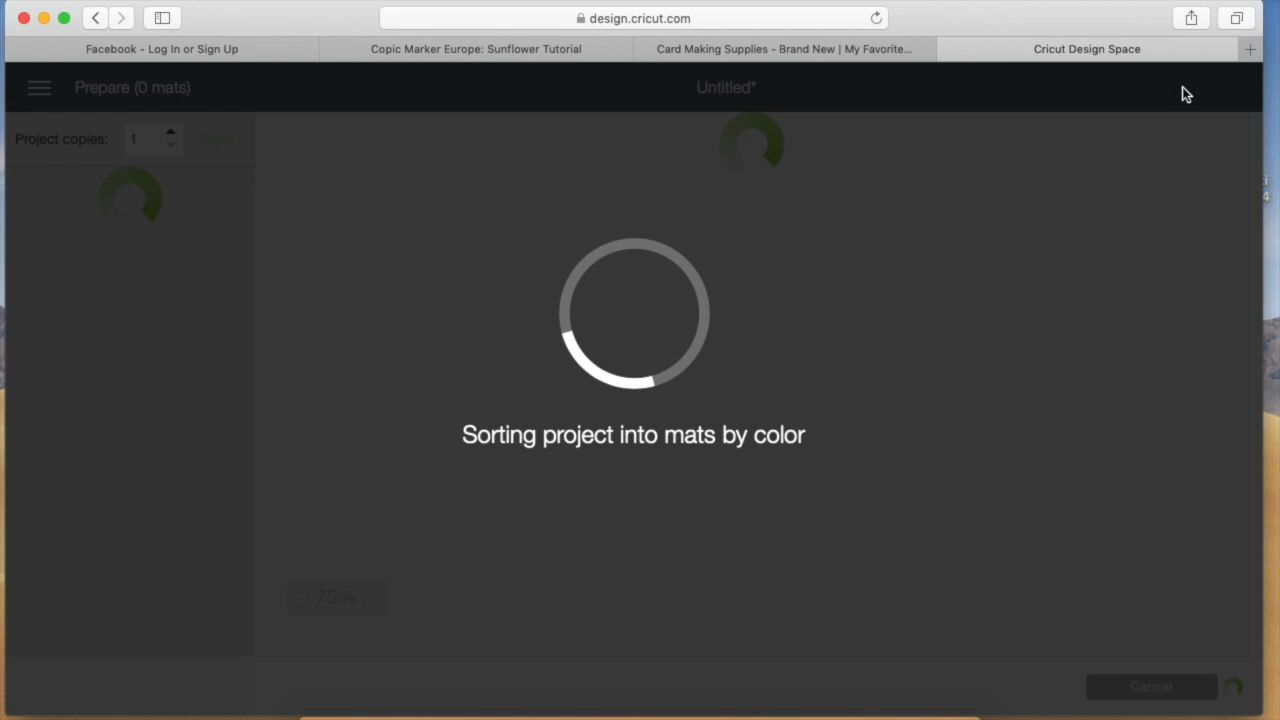 design.cricut.com
Facebook - Log In or Sign Up
Copic Marker Europe: Sunflower Tutorial
Card Making Supplies - Brand New | My Favorite...
Cricut Design Space
Prepare (0 mats)
Untitled*
Project copies:
1
Apply
Sorting project into mats by color
75%
Cancel